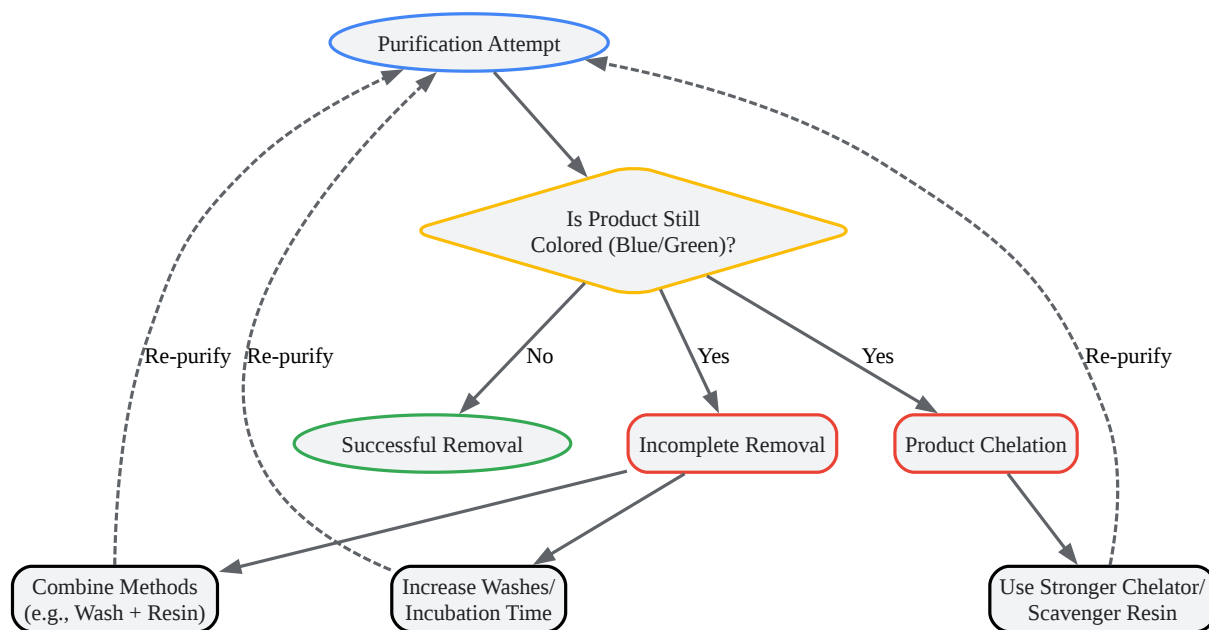 Purification Attempt
Is Product Still
Colored (Blue/Green)?
Re-purify
Re-purify
No
Yes
Yes
Re-purify
Successful Removal
Incomplete Removal
Product Chelation
Combine Methods
(e.g., Wash + Resin)
Increase Washes/
Incubation Time
Use Stronger Chelator/
Scavenger Resin